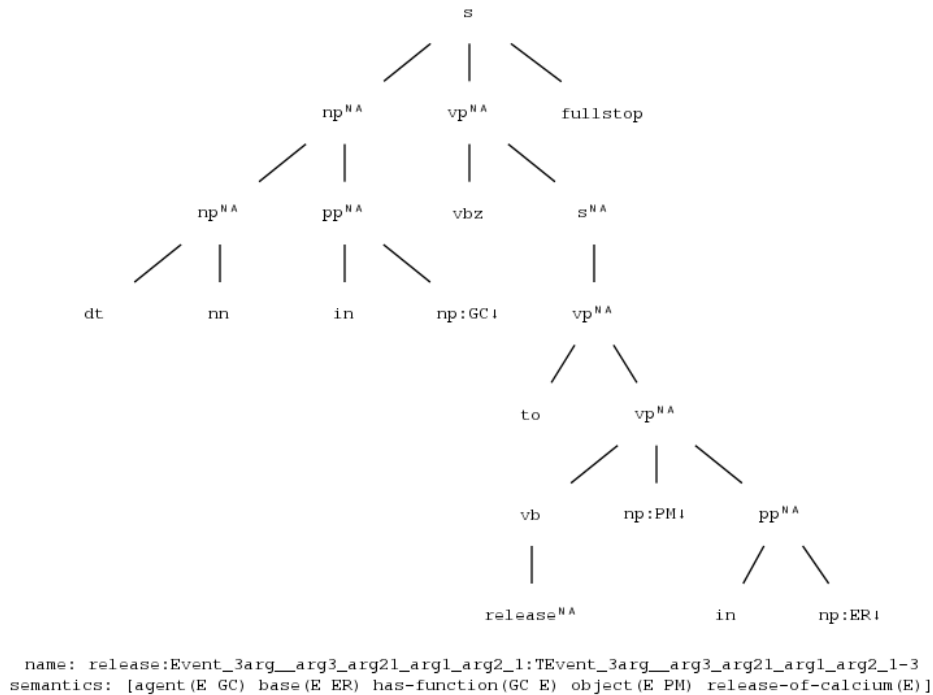 s
np^NA vp^NA fullstop
np^NA pp^NA vbz s^NA
dt nn in np:GC↓ vp^NA
to vp^NA
vb np:PM↓ pp^NA
release^NA in np:ER↓
name: release:Event_3arg__arg3_arg21_arg1_arg2_1:TEvent_3arg__arg3_arg21_arg1_arg2_1-3
semantics: [agent(E GC) base(E ER) has-function(GC E) object(E PM) release-of-calcium(E)]